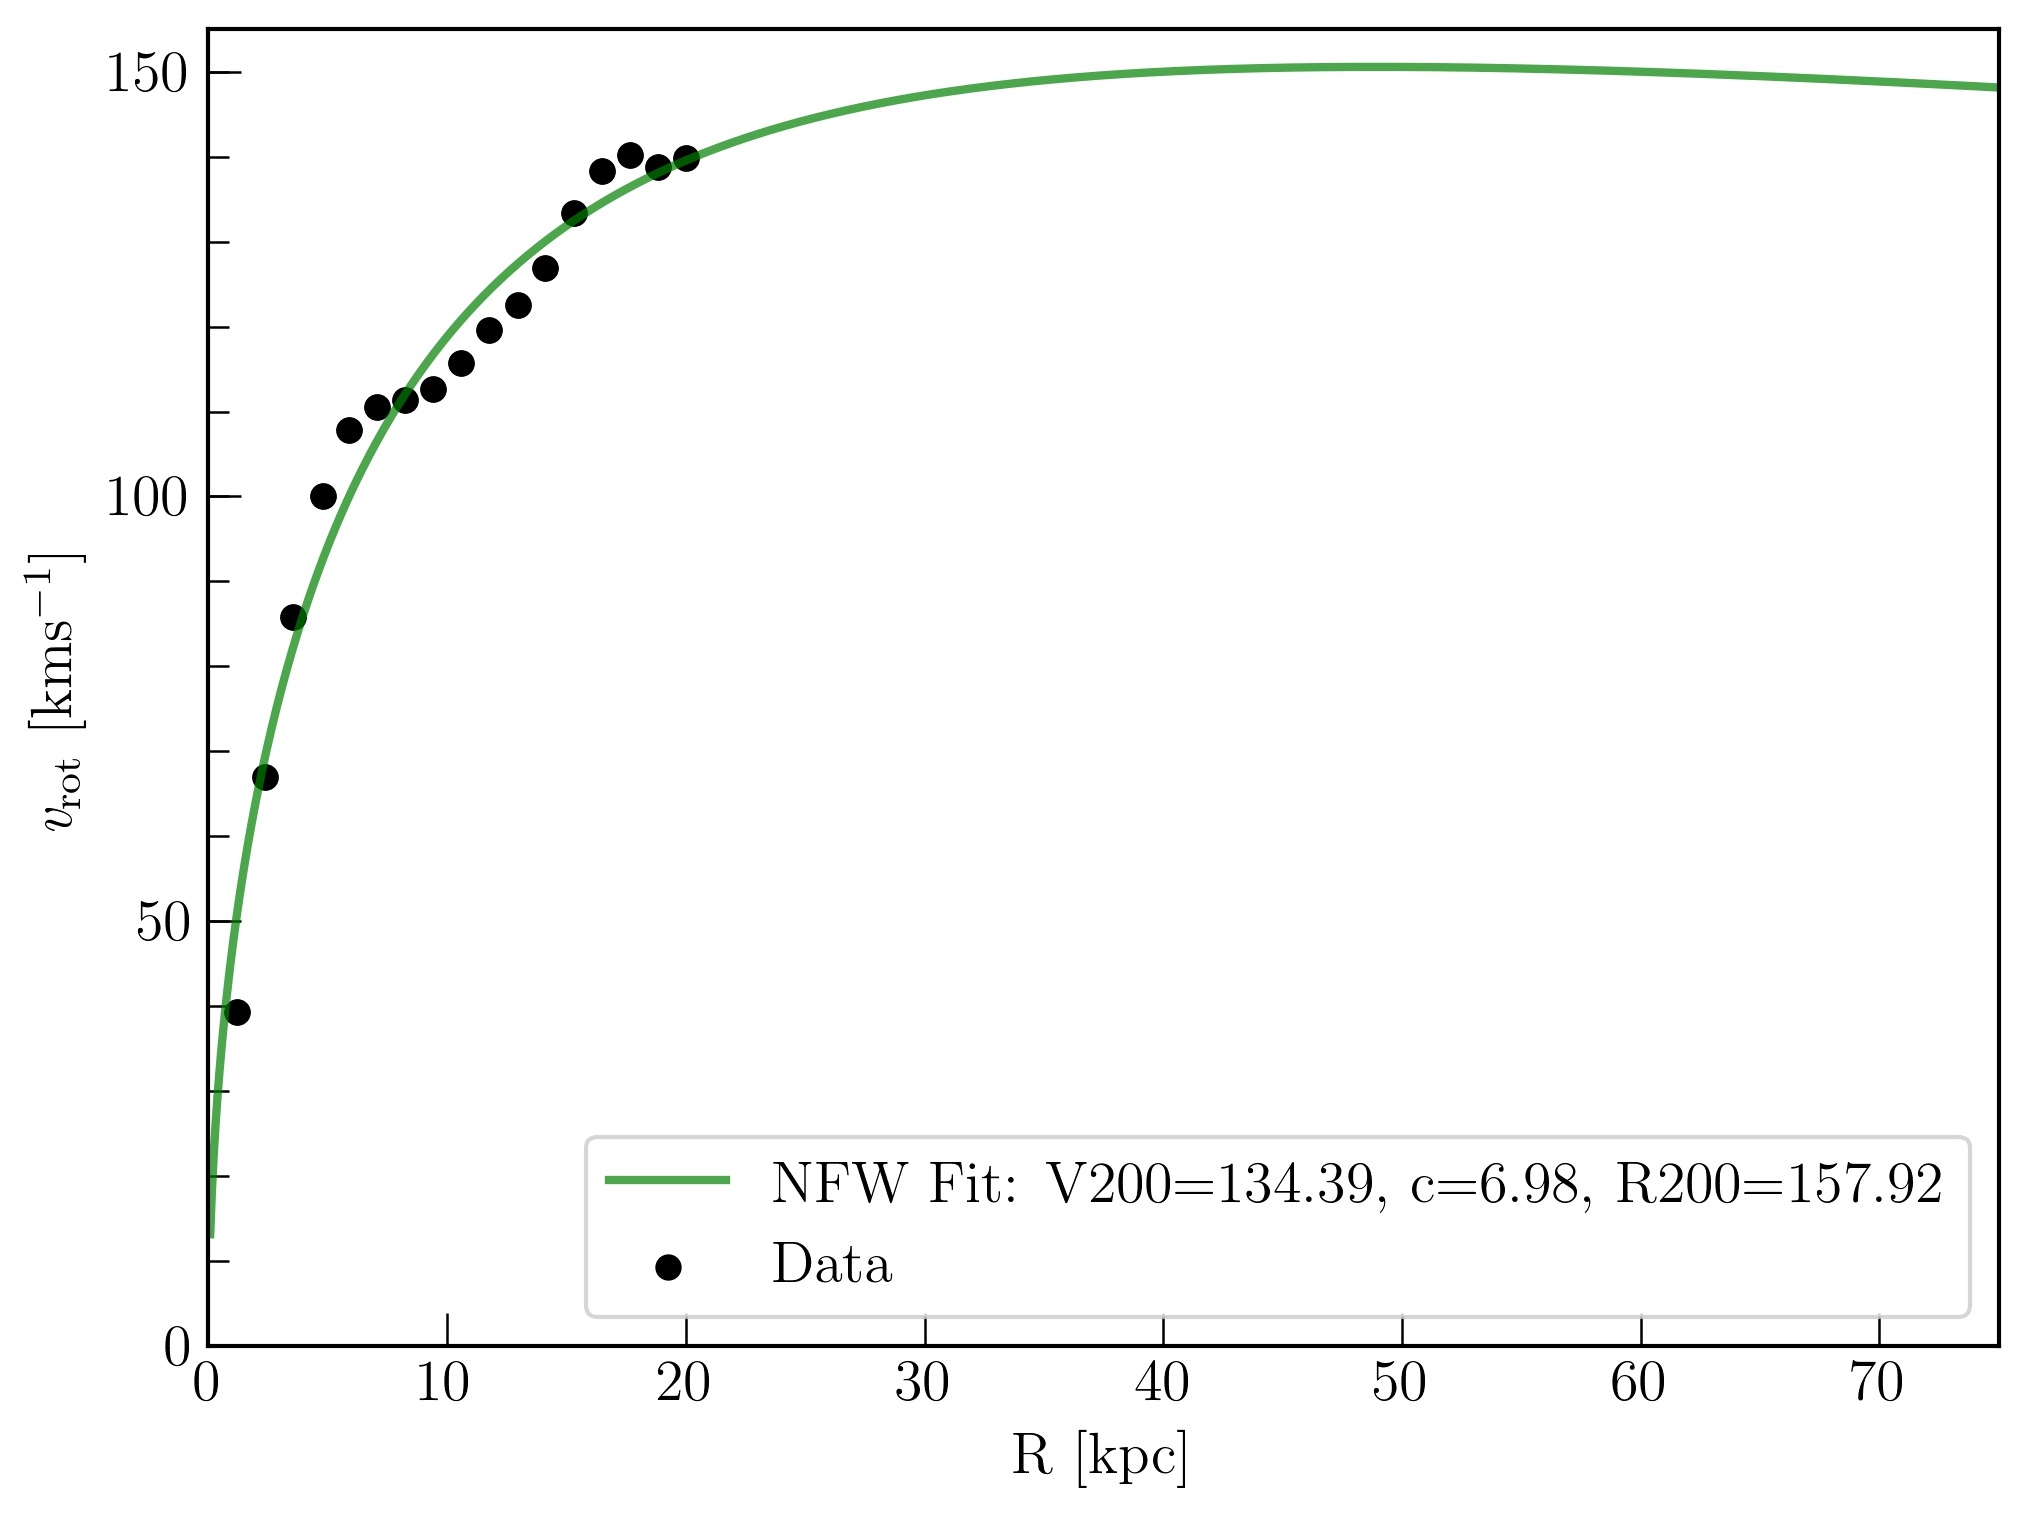 150
100
50
0
v_rot [kms⁻¹]
NFW Fit: V200=134.39, c=6.98, R200=157.92
Data
0 10 20 30 40 50 60 70
R [kpc]